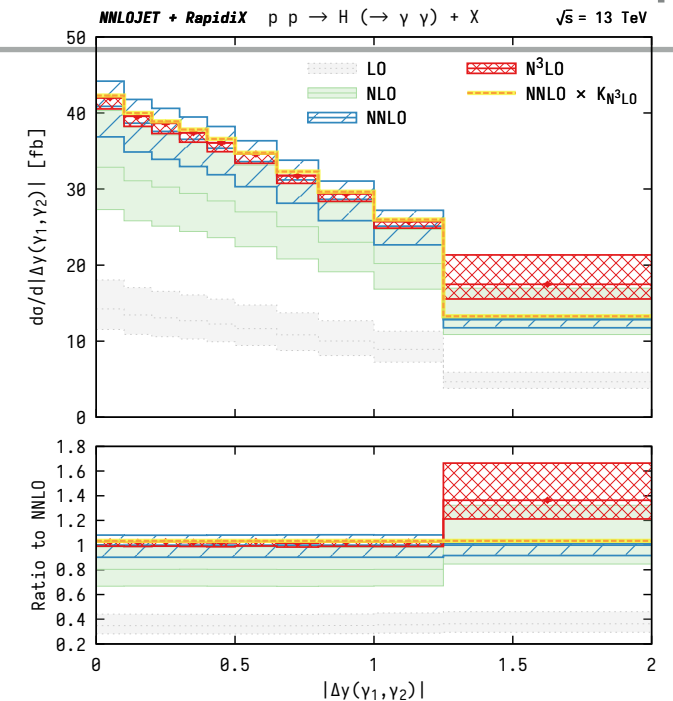 NNLOJET + RapidiX p p → H (→ γ γ) + X √s = 13 TeV
50
40
30
20
10
0
dσ/d|Δy(γ₁,γ₂)| [fb]
LO
NLO
NNLO
N³LO
NNLO × K_N³LO
1.8
1.6
1.4
1.2
1
0.8
0.6
0.4
0.2
Ratio to NNLO
0 0.5 1 1.5 2
|Δy(γ₁,γ₂)|